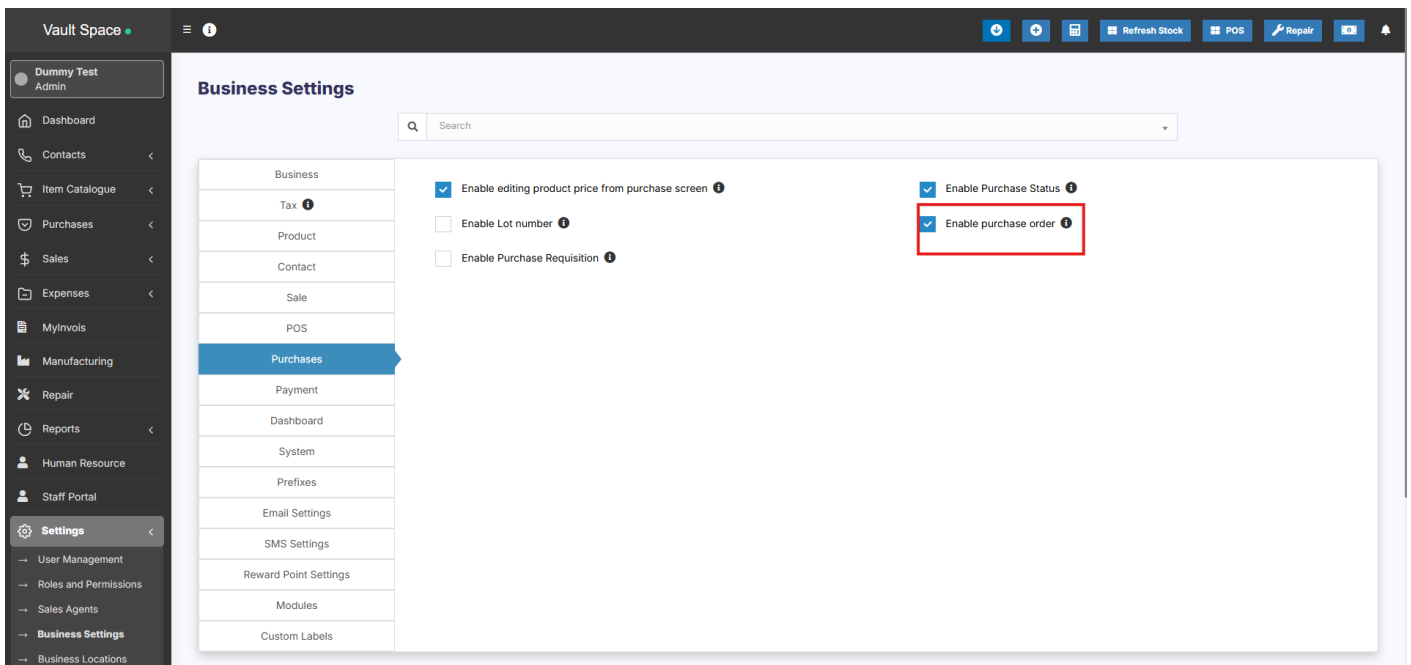 Vault Space
Refresh Stock
POS
Repair
Dummy Test
Admin
Dashboard
Contacts
Item Catalogue
Purchases
Sales
Expenses
MyInvois
Manufacturing
Repair
Reports
Human Resource
Staff Portal
Settings
→ User Management
→ Roles and Permissions
→ Sales Agents
→ Business Settings
→ Business Locations
Business Settings
Search
Business
Tax
Product
Contact
Sale
POS
Purchases
Payment
Dashboard
System
Prefixes
Email Settings
SMS Settings
Reward Point Settings
Modules
Custom Labels
Enable editing product price from purchase screen
Enable Purchase Status
Enable Lot number
Enable purchase order
Enable Purchase Requisition